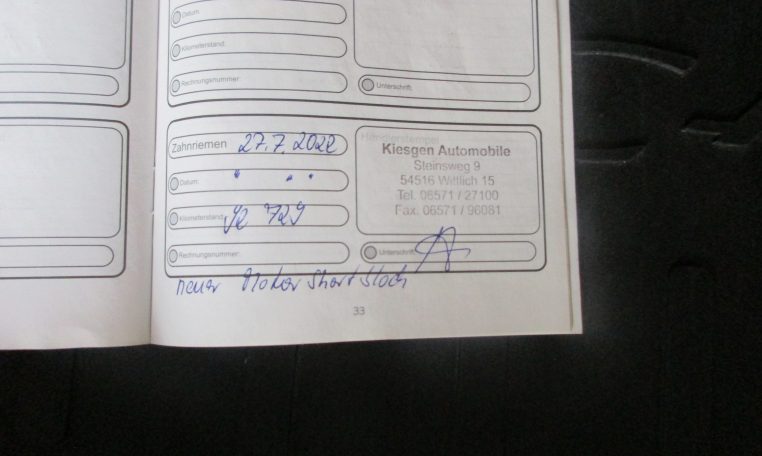 Datum:
Kilometerstand:
Rechnungsnummer:
Unterschrift:
Zahnriemen 27.7.2022
Händlerstempel
Kiesgen Automobile
Steinsweg 9
54516 Wittlich 15
Tel. 06571 / 27100
Fax. 06571 / 96081
Datum: " " "
Kilometerstand: 92 729
Rechnungsnummer:
Unterschrift:
neuer Motor Short block
33